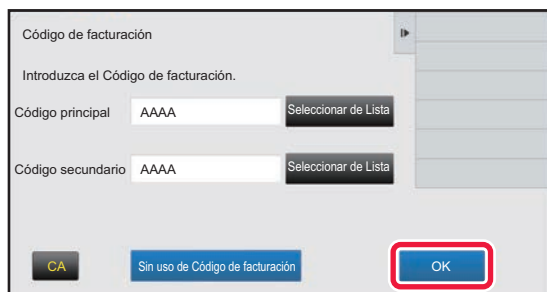 Código de facturación
Introduzca el Código de facturación.
Código principal AAAA Seleccionar de Lista
Código secundario AAAA Seleccionar de Lista
CA Sin uso de Código de facturación OK